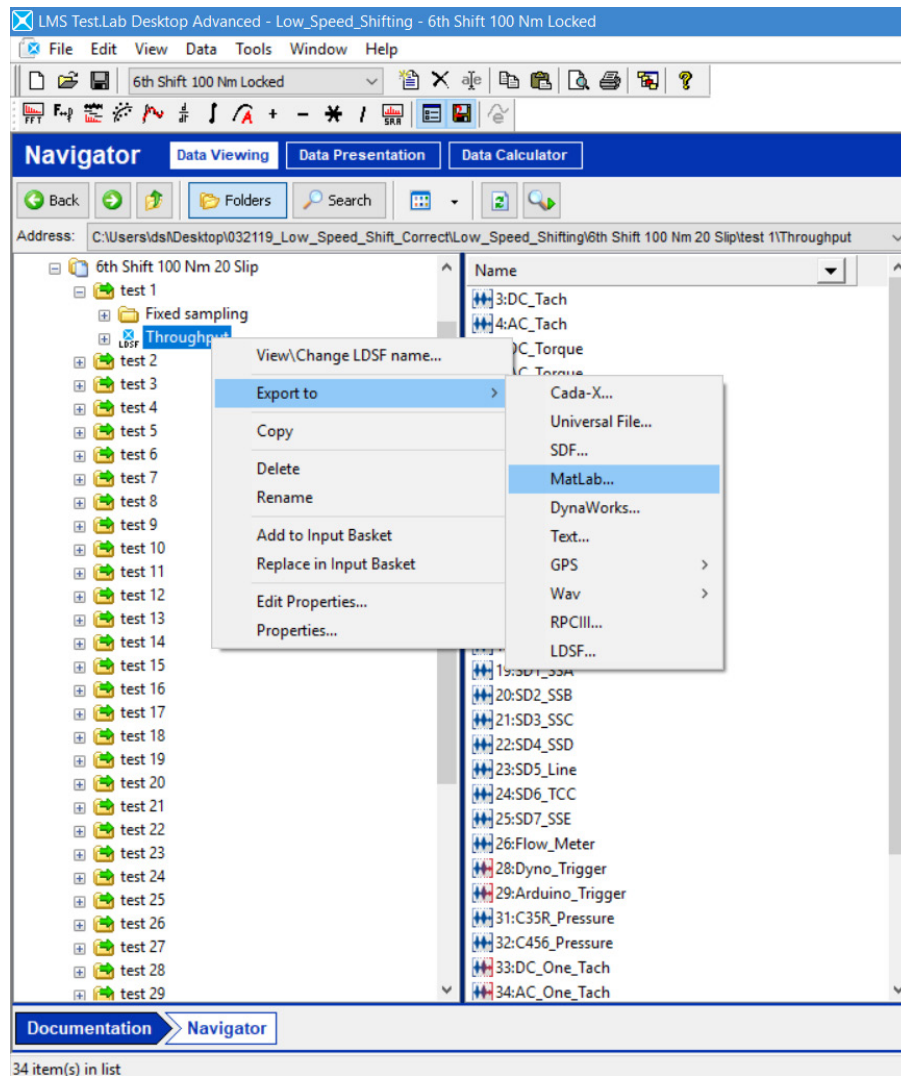 LMS Test.Lab Desktop Advanced - Low_Speed_Shifting - 6th Shift 100 Nm Locked
File Edit View Data Tools Window Help
6th Shift 100 Nm Locked
FFT
SRR
Navigator Data Viewing Data Presentation Data Calculator
Back Folders Search
Address: C:\Users\dsl\Desktop\032119_Low_Speed_Shift_Correct\Low_Speed_Shifting\6th Shift 100 Nm 20 Slip\test 1\Throughput
6th Shift 100 Nm 20 Slip
test 1
Fixed sampling
LDSF Throughput
test 2
test 3
test 4
test 5
test 6
test 7
test 8
test 9
test 10
test 11
test 12
test 13
test 14
test 15
test 16
test 17
test 18
test 19
test 20
test 21
test 22
test 23
test 24
test 25
test 26
test 27
test 28
test 29
View\Change LDSF name...
Export to
Copy
Delete
Rename
Add to Input Basket
Replace in Input Basket
Edit Properties...
Properties...
Cada-X...
Universal File...
SDF...
MatLab...
DynaWorks...
Text...
GPS
Wav
RPCIII...
LDSF...
Name
3:DC_Tach
4:AC_Tach
DC_Torque
AC_Torque
19:SD1_SSA
20:SD2_SSB
21:SD3_SSC
22:SD4_SSD
23:SD5_Line
24:SD6_TCC
25:SD7_SSE
26:Flow_Meter
28:Dyno_Trigger
29:Arduino_Trigger
31:C35R_Pressure
32:C456_Pressure
33:DC_One_Tach
34:AC_One_Tach
Documentation Navigator
34 item(s) in list